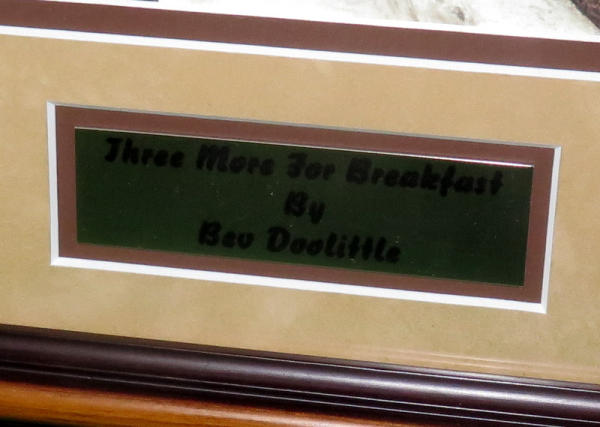 Three More For Breakfast
By
Bev Doolittle